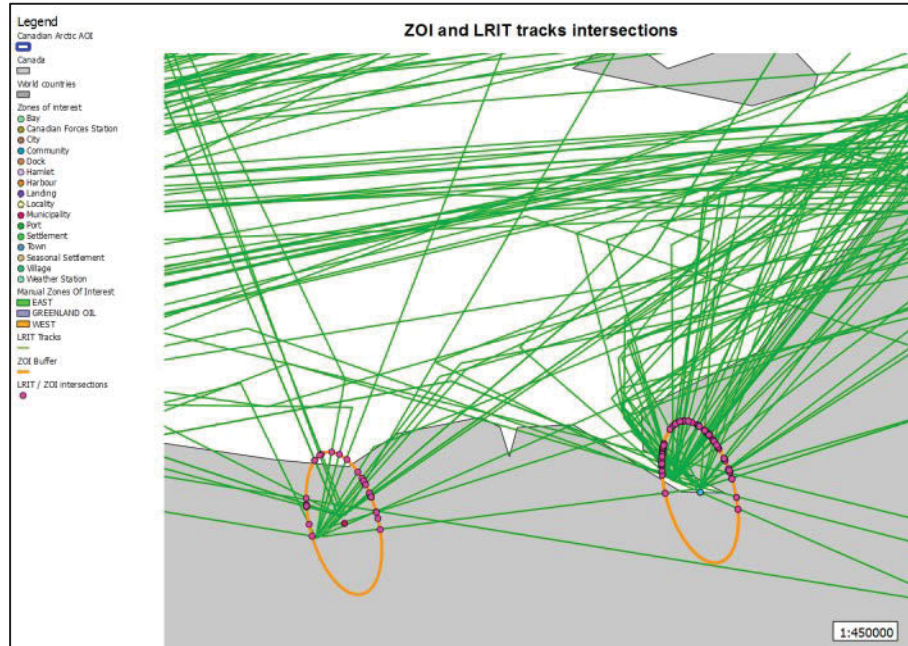 ZOI and LRIT tracks intersections
Legend
Canadian Arctic AOI
Canada
World countries
Zones of interest
Bay
Canadian Forces Station
City
Community
Dock
Hamlet
Harbour
Landing
Locality
Municipality
Port
Settlement
Town
Seasonal Settlement
Village
Weather Station
Manual Zones Of Interest
EAST
GREENLAND OIL
WEST
LRIT Tracks
ZOI Buffer
LRIT / ZOI intersections
1:450000